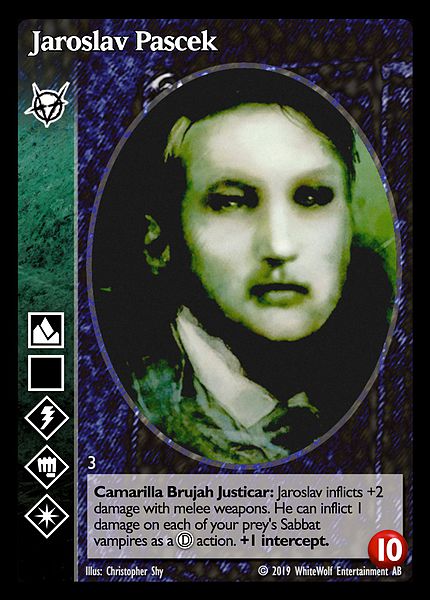 Jaroslav Pascek
3
Camarilla Brujah Justicar: Jaroslav inflicts +2
damage with melee weapons. He can inflict 1
damage on each of your prey's Sabbat
vampires as a Ⓓ action. +1 intercept.
10
Illus: Christopher Shy © 2019 WhiteWolf Entertainment AB